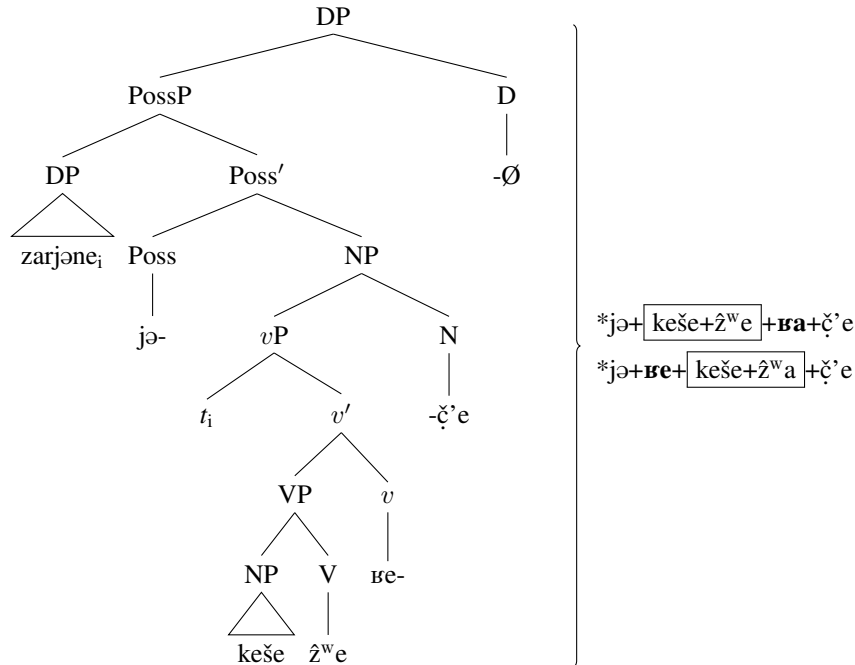 DP
PossP D
DP Poss′ -Ø
zarjəneᵢ Poss NP
jə- vP N
tᵢ v′ -č̣’e
VP v
NP V ʁe-
keše ẑʷe
*jə+ keše+ẑʷe +ʁa+č̣’e
*jə+ʁe+ keše+ẑʷa +č̣’e